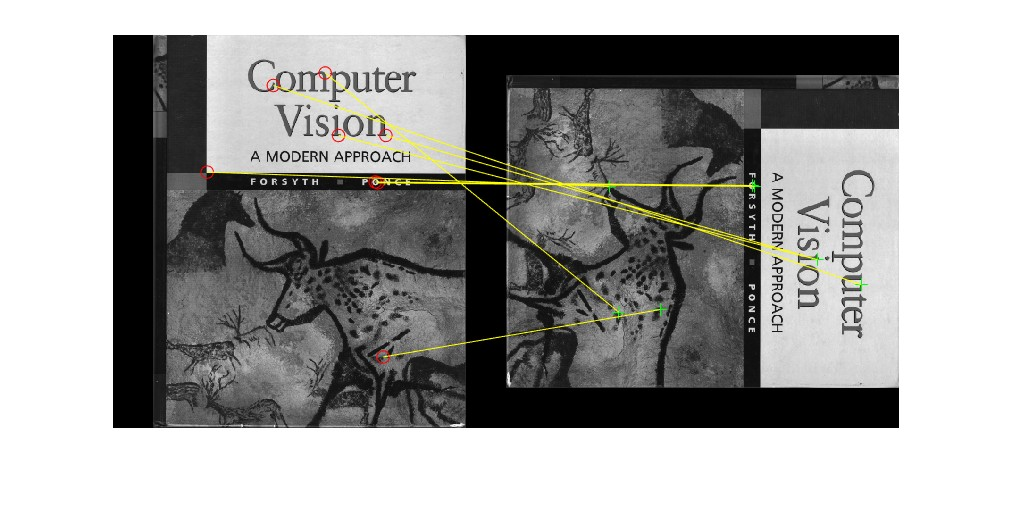 Computer
Vision
A MODERN APPROACH
FORSYTH PONCE
Computer
Vision
A MODERN APPROACH
FORSYTH PONCE